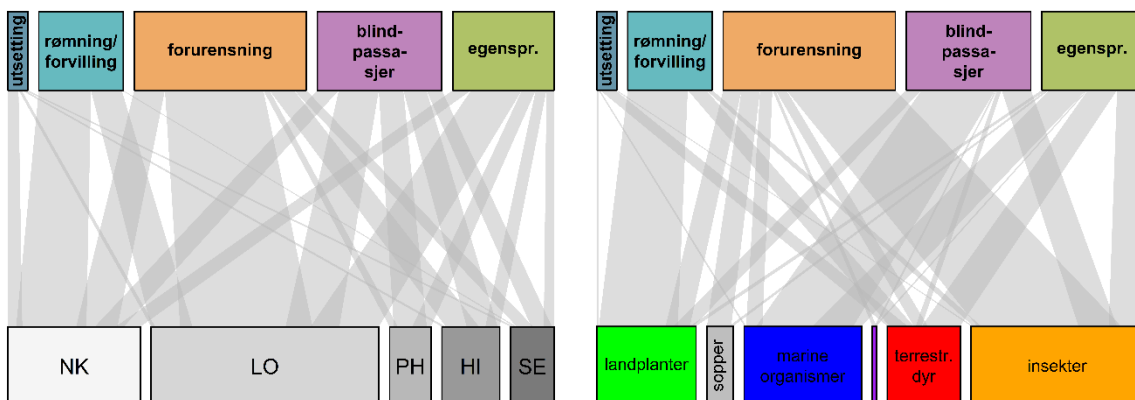 utsetting
rømning/
forvilling
forurensning
blind-
passa-
sjer
egenspr.
NK
LO
PH
HI
SE
utsetting
rømning/
forvilling
forurensning
blind-
passa-
sjer
egenspr.
landplanter
sopper
marine
organismer
terrestr.
dyr
insekter